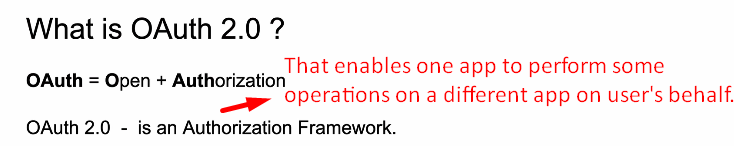 What is OAuth 2.0 ?
OAuth = Open + Authorization
That enables one app to perform some
operations on a different app on user's behalf.
OAuth 2.0 - is an Authorization Framework.